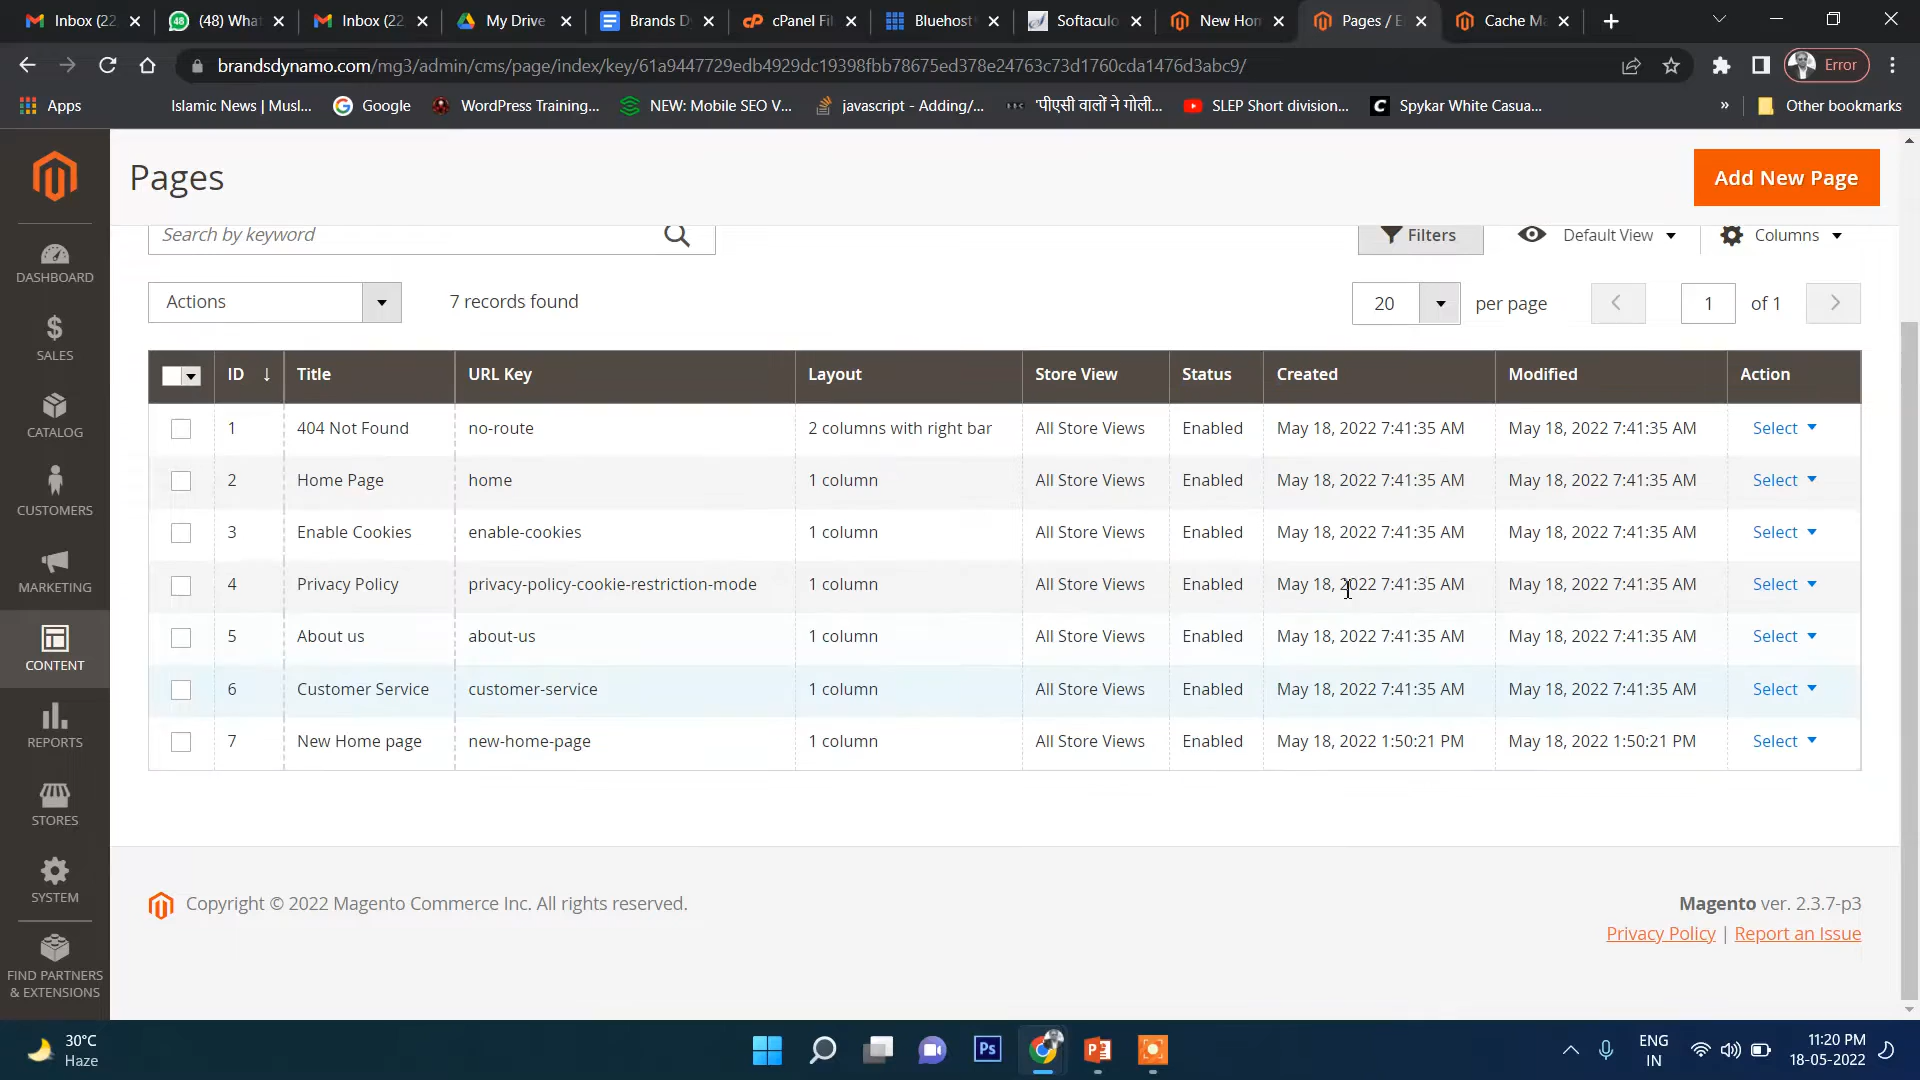 Inbox (22
(48) What
Inbox (22
My Drive
Brands D
cPanel Fil
Bluehost
Softaculo
New Hon
Pages / E
Cache Ma
brandsdynamo.com/mg3/admin/cms/page/index/key/61a9447729edb4929dc19398fbb78675ed378e24763c73d1760cda1476d3abc9/
Error
Apps
Islamic News | Musl...
Google
WordPress Training...
NEW: Mobile SEO V...
javascript - Adding/...
'पीएसी वालों ने गोली...
SLEP Short division...
Spykar White Casua...
»
Other bookmarks
Pages
Add New Page
Search by keyword
Filters
Default View
Columns
Actions
7 records found
20
per page
1
of 1
ID ↓ Title URL Key Layout Store View Status Created Modified Action
1 404 Not Found no-route 2 columns with right bar All Store Views Enabled May 18, 2022 7:41:35 AM May 18, 2022 7:41:35 AM Select
2 Home Page home 1 column All Store Views Enabled May 18, 2022 7:41:35 AM May 18, 2022 7:41:35 AM Select
3 Enable Cookies enable-cookies 1 column All Store Views Enabled May 18, 2022 7:41:35 AM May 18, 2022 7:41:35 AM Select
4 Privacy Policy privacy-policy-cookie-restriction-mode 1 column All Store Views Enabled May 18, 2022 7:41:35 AM May 18, 2022 7:41:35 AM Select
5 About us about-us 1 column All Store Views Enabled May 18, 2022 7:41:35 AM May 18, 2022 7:41:35 AM Select
6 Customer Service customer-service 1 column All Store Views Enabled May 18, 2022 7:41:35 AM May 18, 2022 7:41:35 AM Select
7 New Home page new-home-page 1 column All Store Views Enabled May 18, 2022 1:50:21 PM May 18, 2022 1:50:21 PM Select
DASHBOARD
SALES
CATALOG
CUSTOMERS
MARKETING
CONTENT
REPORTS
STORES
SYSTEM
FIND PARTNERS
& EXTENSIONS
Copyright © 2022 Magento Commerce Inc. All rights reserved.
Magento ver. 2.3.7-p3
Privacy Policy | Report an Issue
30°C
Haze
Ps
ENG
IN
11:20 PM
18-05-2022